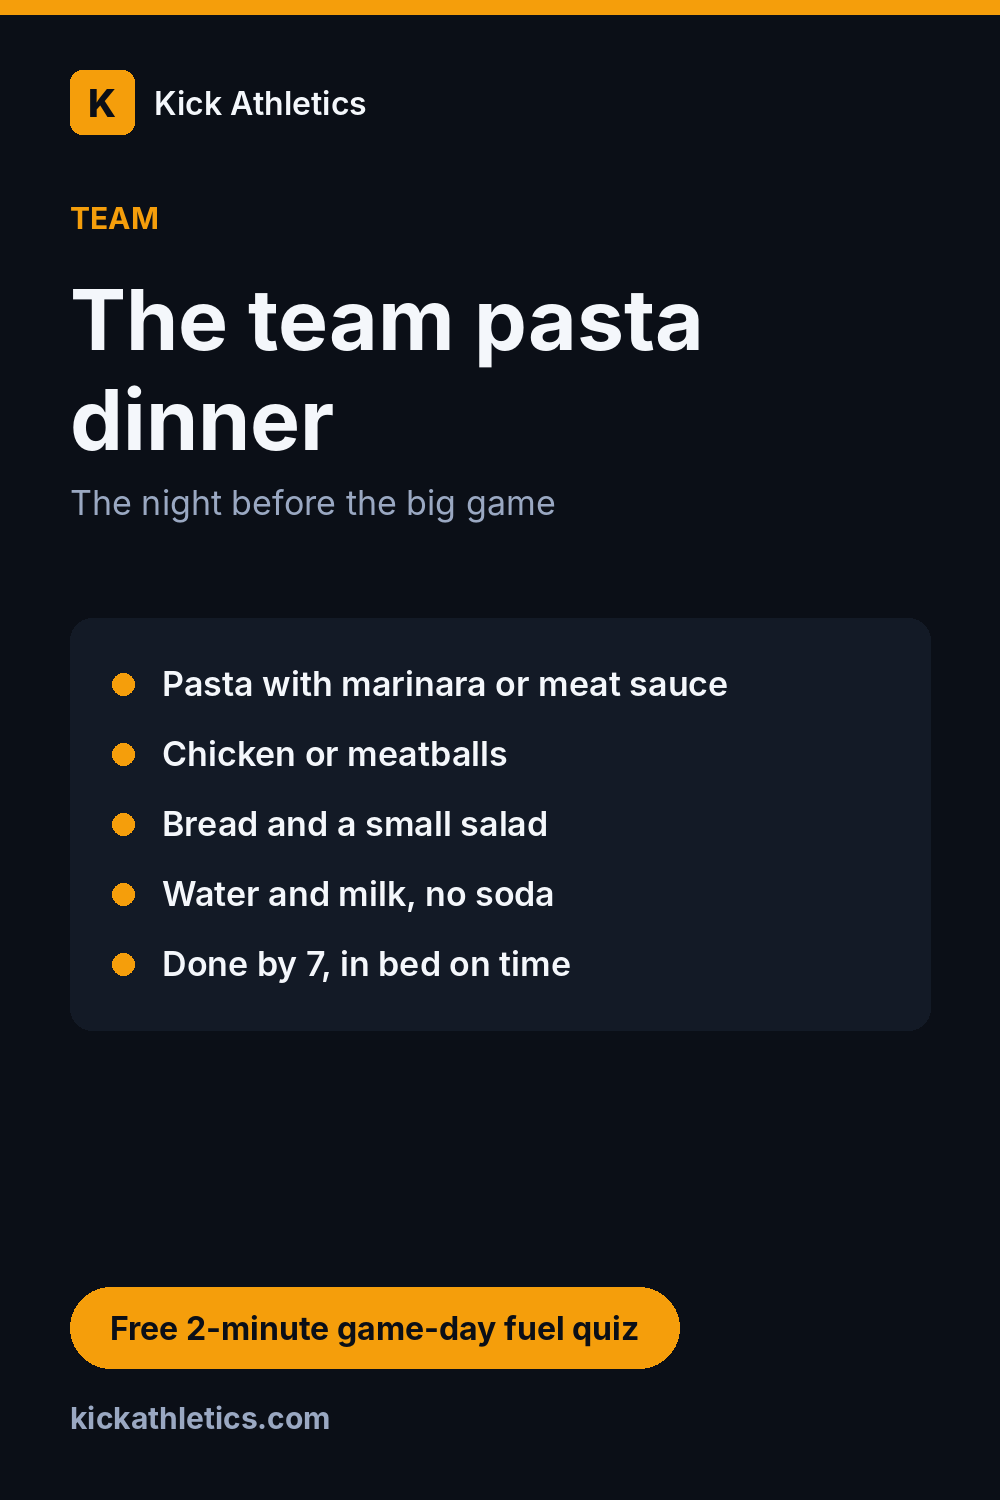 K
Kick Athletics
TEAM
The team pasta
dinner
The night before the big game
Pasta with marinara or meat sauce
Chicken or meatballs
Bread and a small salad
Water and milk, no soda
Done by 7, in bed on time
Free 2-minute game-day fuel quiz
kickathletics.com